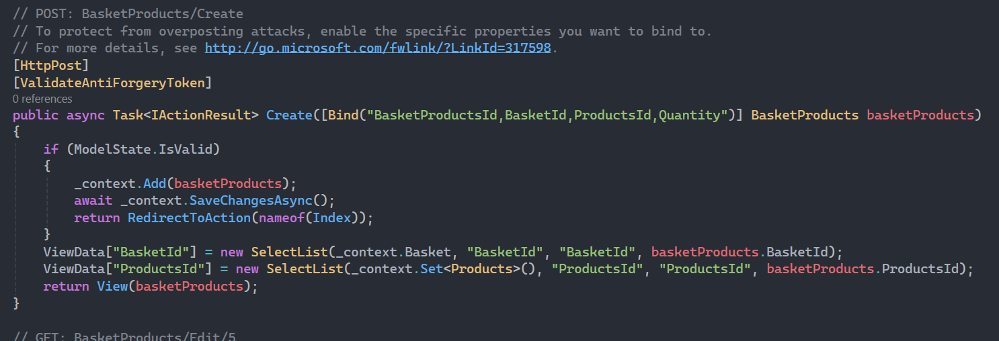 // POST: BasketProducts/Create
// To protect from overposting attacks, enable the specific properties you want to bind to.
// For more details, see http://go.microsoft.com/fwlink/?LinkId=317598.
[HttpPost]
[ValidateAntiForgeryToken]
0 references
public async Task<IActionResult> Create([Bind("BasketProductsId,BasketId,ProductsId,Quantity")] BasketProducts basketProducts)
{
    if (ModelState.IsValid)
    {
        _context.Add(basketProducts);
        await _context.SaveChangesAsync();
        return RedirectToAction(nameof(Index));
    }
    ViewData["BasketId"] = new SelectList(_context.Basket, "BasketId", "BasketId", basketProducts.BasketId);
    ViewData["ProductsId"] = new SelectList(_context.Set<Products>(), "ProductsId", "ProductsId", basketProducts.ProductsId);
    return View(basketProducts);
}
// GET: BasketProducts/Edit/5